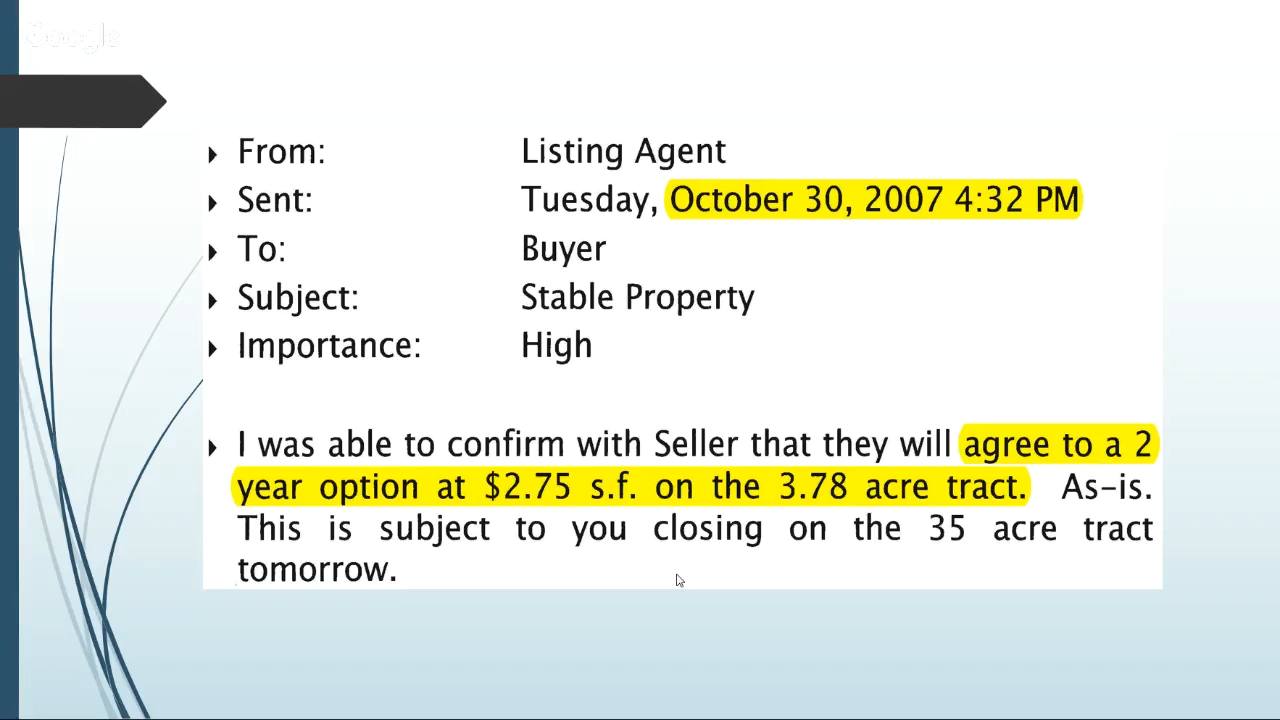 Google
From: Listing Agent
Sent: Tuesday, October 30, 2007 4:32 PM
To: Buyer
Subject: Stable Property
Importance: High
I was able to confirm with Seller that they will agree to a 2
year option at $2.75 s.f. on the 3.78 acre tract. As-is.
This is subject to you closing on the 35 acre tract
tomorrow.